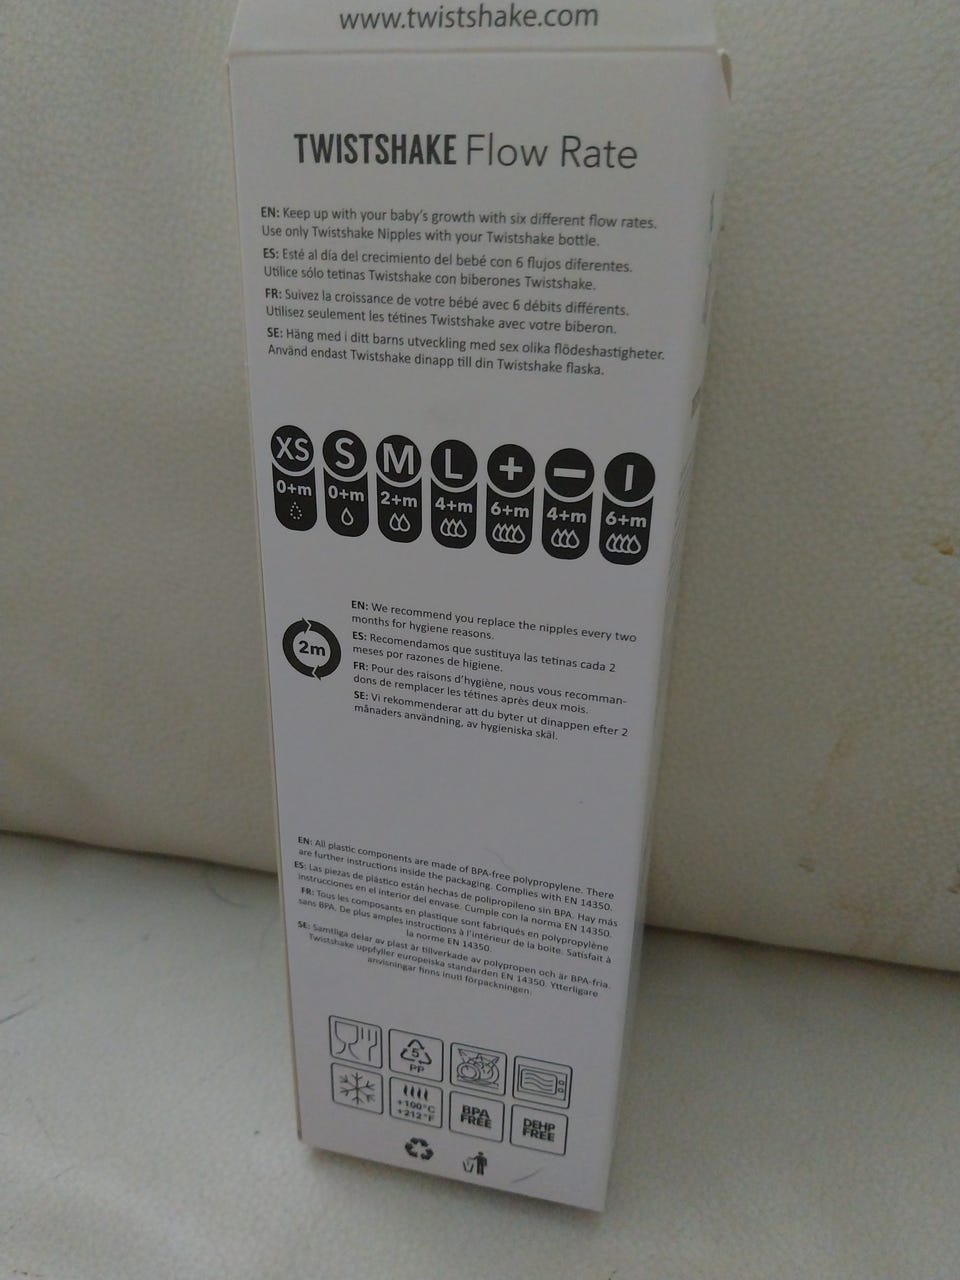 www.twistshake.com
TWISTSHAKE Flow Rate
EN: Keep up with your baby's growth with six different flow rates.
Use only Twistshake Nipples with your Twistshake bottle.
ES: Esté al día del crecimiento del bebé con 6 flujos diferentes.
Utilice sólo tetinas Twistshake con biberones Twistshake.
FR: Suivez la croissance de votre bébé avec 6 débits différents.
Utilisez seulement les tétines Twistshake avec votre biberon.
SE: Häng med i ditt barns utveckling med sex olika flödeshastigheter.
Använd endast Twistshake dinapp till din Twistshake flaska.
XS S M L + – I
0+m 0+m 2+m 4+m 6+m 4+m 6+m
EN: We recommend you replace the nipples every two
months for hygiene reasons.
2m
ES: Recomendamos que sustituya las tetinas cada 2
meses por razones de higiene.
FR: Pour des raisons d'hygiène, nous vous recomman-
dons de remplacer les tétines après deux mois.
SE: Vi rekommenderar att du byter ut dinappen efter 2
månaders användning, av hygieniska skäl.
EN: All plastic components are made of BPA-free polypropylene. There
are further instructions inside the packaging. Complies with EN 14350.
ES: Las piezas de plástico están hechas de polipropileno sin BPA. Hay más
instrucciones en el interior del envase. Cumple con la norma EN 14350.
FR: Tous les composants en plastique sont fabriqués en polypropylène
sans BPA. De plus amples instructions à l'intérieure de la boite. Satisfait à
la norme EN 14350.
SE: Samtliga delar av plast är tillverkade av polypropen och är BPA-fria.
Twistshake uppfyller europeiska standarden EN 14350. Ytterligare
anvisningar finns inuti förpackningen.
5
PP
+100°C
+212°F
BPA
FREE
DEHP
FREE